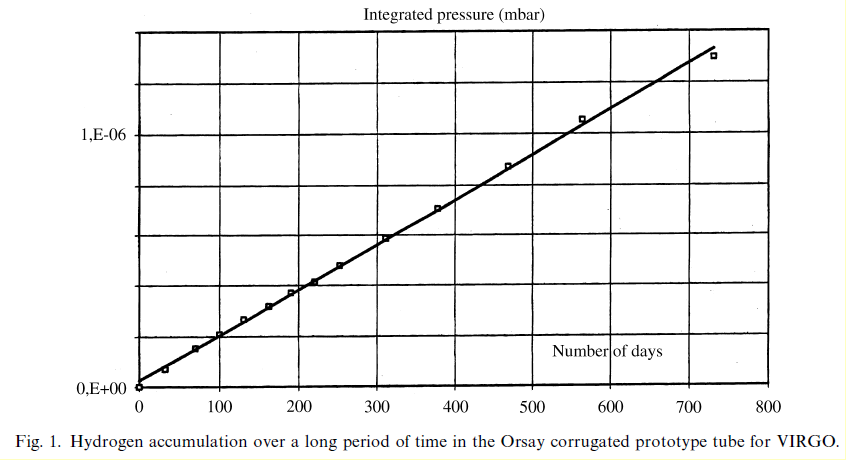 Integrated pressure (mbar)
1,E-06
Number of days
0,E+00
0 100 200 300 400 500 600 700 800
Fig. 1. Hydrogen accumulation over a long period of time in the Orsay corrugated prototype tube for VIRGO.